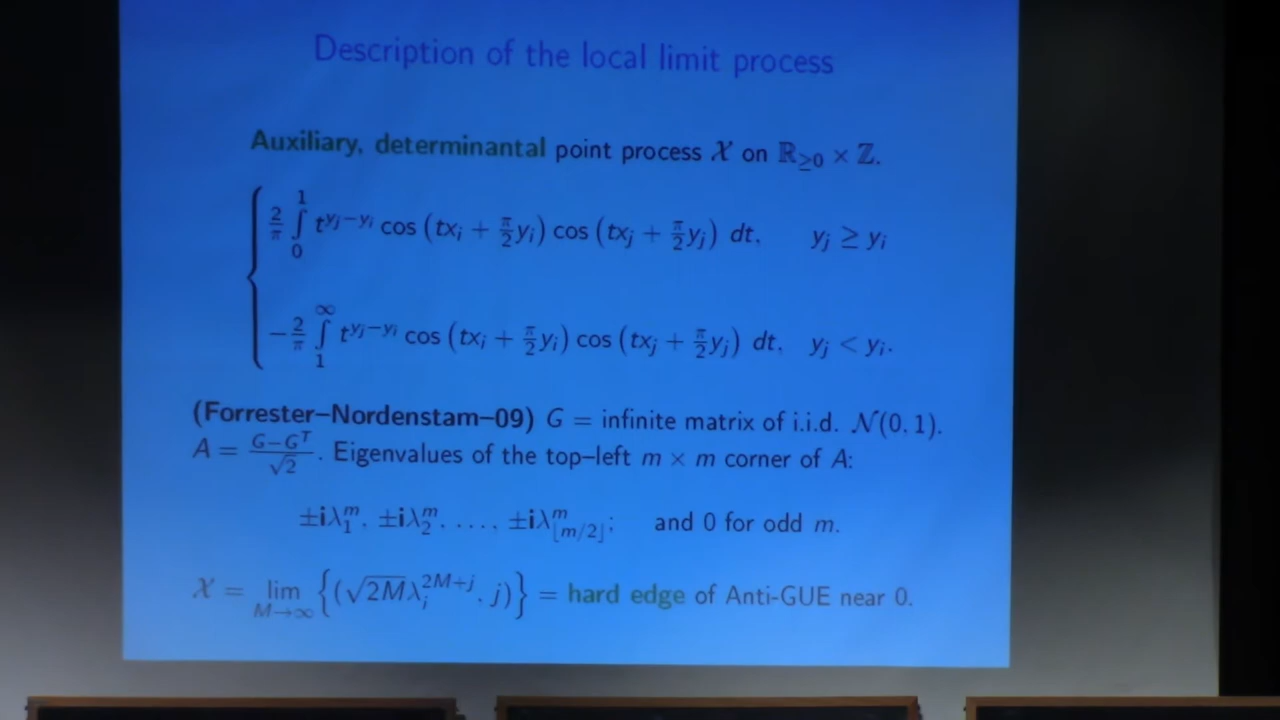 Description of the local limit process
Auxiliary, determinantal point process 𝒳 on ℝ≥0 × ℤ.
2/π ∫₀¹ t^{y_j−y_i} cos (tx_i + π/2 y_i) cos (tx_j + π/2 y_j) dt, y_j ≥ y_i
−2/π ∫₁^∞ t^{y_j−y_i} cos (tx_i + π/2 y_i) cos (tx_j + π/2 y_j) dt, y_j < y_i.
(Forrester–Nordenstam–09) G = infinite matrix of i.i.d. 𝒩(0, 1).
A = (G−G^T)/√2. Eigenvalues of the top–left m × m corner of A:
±iλ₁^m, ±iλ₂^m, ..., ±iλ^m_{⌊m/2⌋}; and 0 for odd m.
𝒳 = lim_{M→∞} {(√2M λ_i^{2M+j}, j)} = hard edge of Anti-GUE near 0.